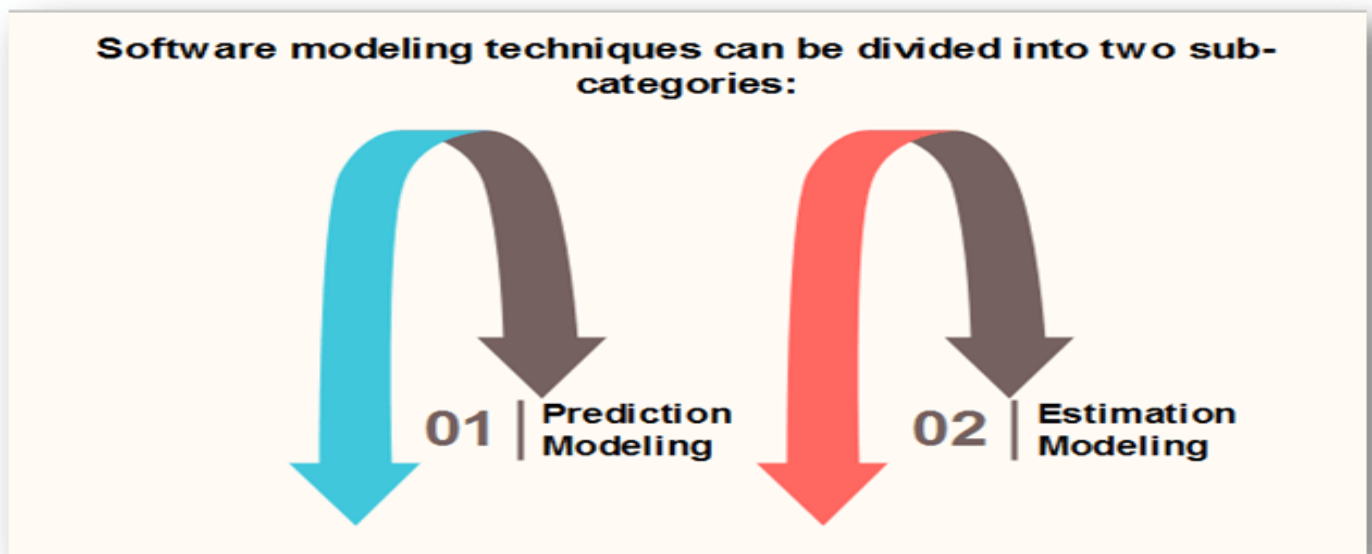 Software modeling techniques can be divided into two sub-
categories:
01
Prediction
Modeling
02
Estimation
Modeling